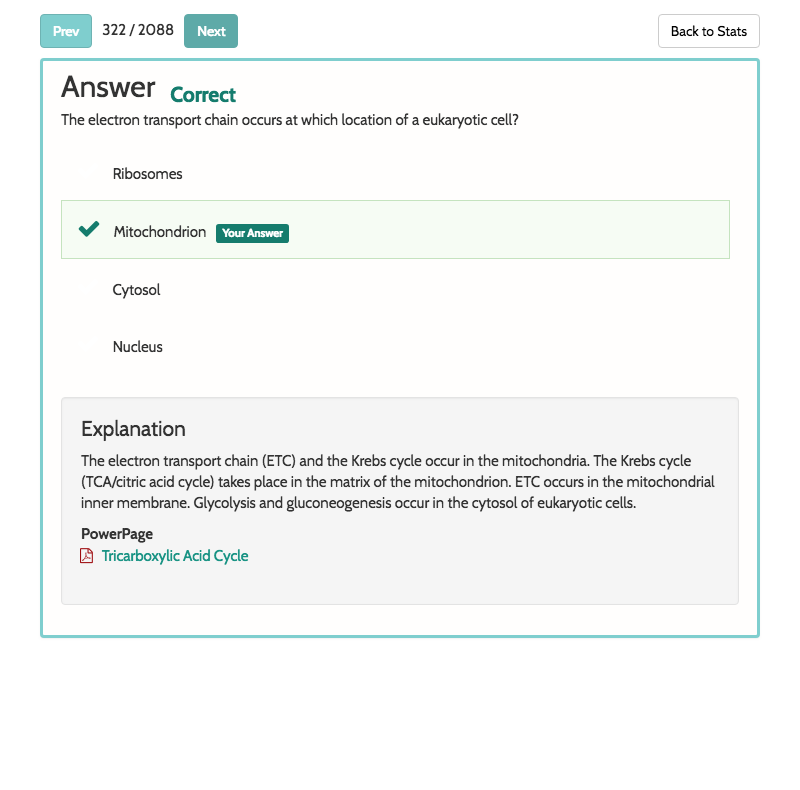 Prev 322 / 2088 Next Back to Stats
Answer Correct
The electron transport chain occurs at which location of a eukaryotic cell?
Ribosomes
Mitochondrion Your Answer
Cytosol
Nucleus
Explanation
The electron transport chain (ETC) and the Krebs cycle occur in the mitochondria. The Krebs cycle
(TCA/citric acid cycle) takes place in the matrix of the mitochondrion. ETC occurs in the mitochondrial
inner membrane. Glycolysis and gluconeogenesis occur in the cytosol of eukaryotic cells.
PowerPage
Tricarboxylic Acid Cycle